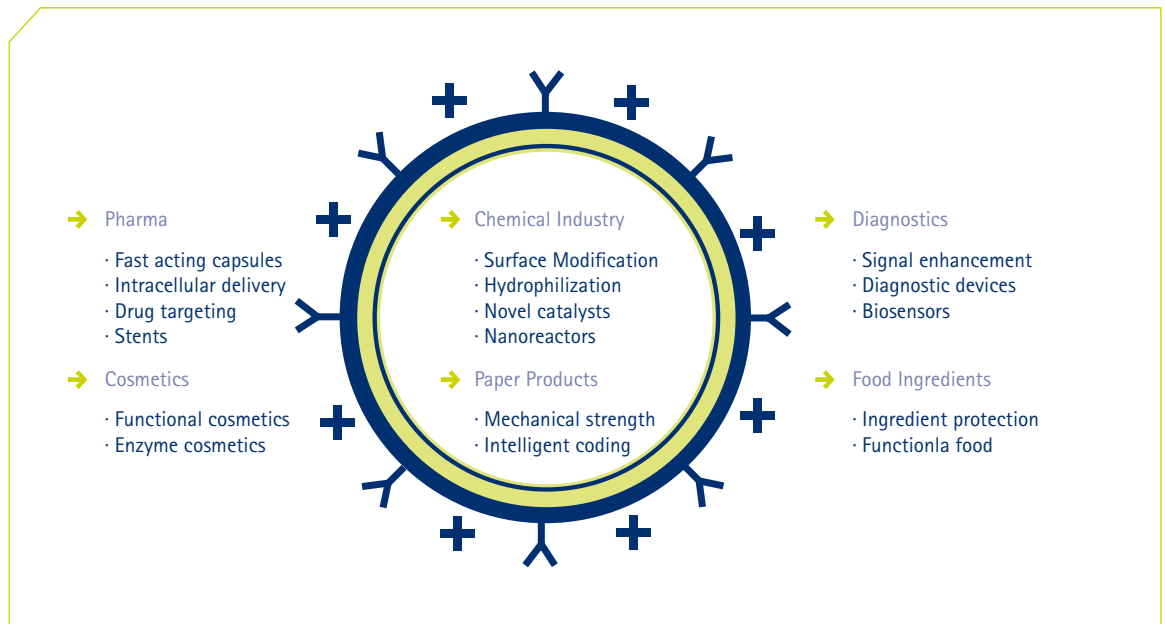 Pharma
· Fast acting capsules
· Intracellular delivery
· Drug targeting
· Stents
Cosmetics
· Functional cosmetics
· Enzyme cosmetics
Chemical Industry
· Surface Modification
· Hydrophilization
· Novel catalysts
· Nanoreactors
Paper Products
· Mechanical strength
· Intelligent coding
Diagnostics
· Signal enhancement
· Diagnostic devices
· Biosensors
Food Ingredients
· Ingredient protection
· Functionla food